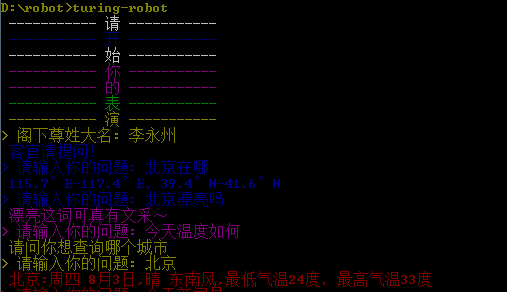 D:\robot>turing-robot
----------- 请 -----------
----------- 开 -----------
----------- 始 -----------
----------- 你 -----------
----------- 的 -----------
----------- 表 -----------
----------- 演 -----------
> 阁下尊姓大名: 李永州
客官请提问!
> 请输入你的问题: 北京在哪
115.7°E-117.4°E, 39.4°N-41.6°N
> 请输入你的问题: 北京漂亮吗
漂亮这词可真有文采～
> 请输入你的问题: 今天温度如何
请问你想查询哪个城市
> 请输入你的问题: 北京
北京:周四 8月3日,晴 东南风,最低气温24度，最高气温33度